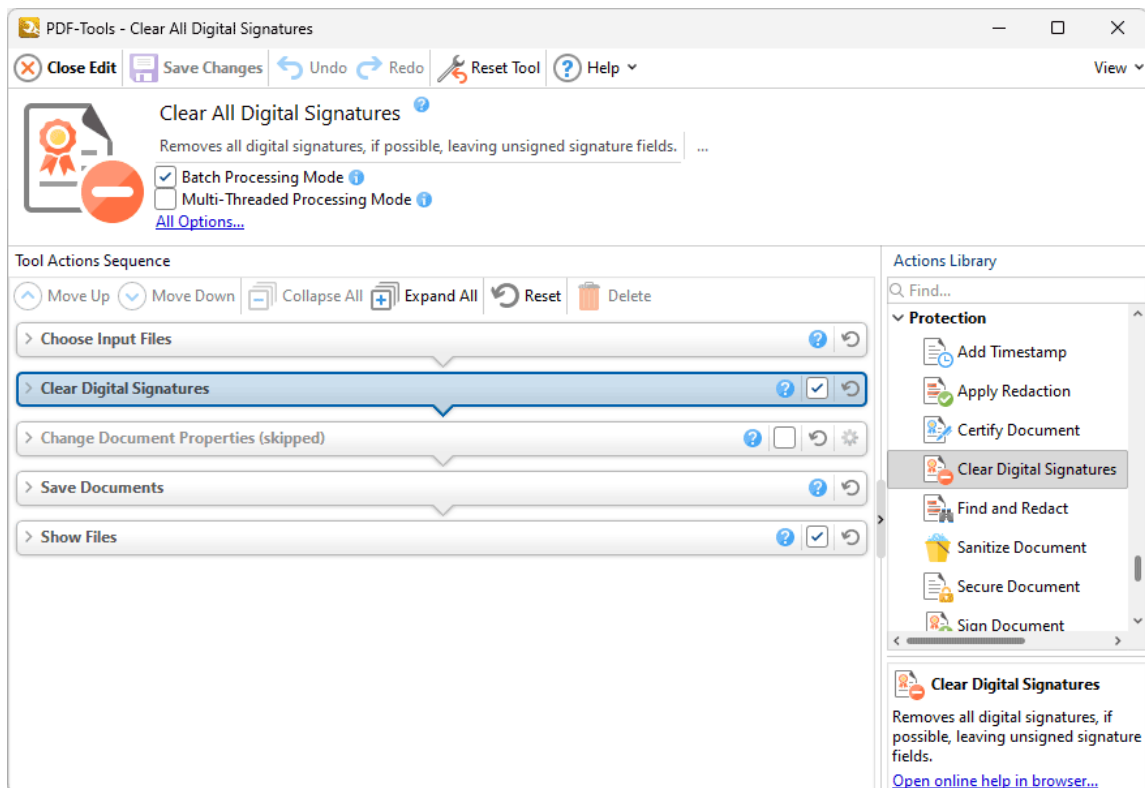 PDF-Tools - Clear All Digital Signatures
Close Edit Save Changes Undo Redo Reset Tool ? Help View
Clear All Digital Signatures ?
Removes all digital signatures, if possible, leaving unsigned signature fields. ...
Batch Processing Mode i
Multi-Threaded Processing Mode i
All Options...
Tool Actions Sequence
Move Up Move Down Collapse All Expand All Reset Delete
Choose Input Files ?
Clear Digital Signatures ?
Change Document Properties (skipped) ?
Save Documents ?
Show Files ?
Actions Library
Find...
Protection
Add Timestamp
Apply Redaction
Certify Document
Clear Digital Signatures
Find and Redact
Sanitize Document
Secure Document
Sign Document
Clear Digital Signatures
Removes all digital signatures, if
possible, leaving unsigned signature
fields.
Open online help in browser...